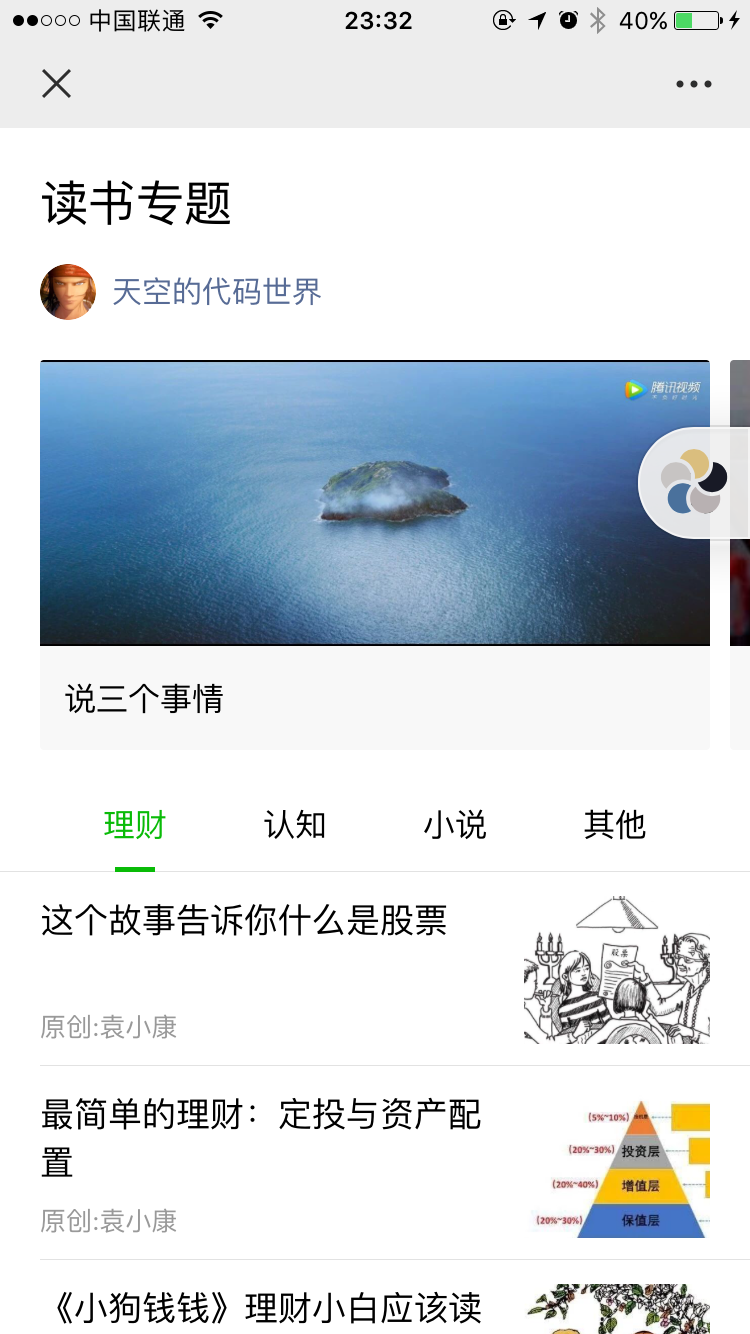 中国联通
23:32
40%
读书专题
天空的代码世界
腾讯视频
说三个事情
理财
认知
小说
其他
这个故事告诉你什么是股票
股票
原创:袁小康
最简单的理财：定投与资产配
置
(5%~10%)
(20%~30%) 投资层
(20%~40%) 增值层
(20%~30%) 保值层
原创:袁小康
《小狗钱钱》理财小白应该读